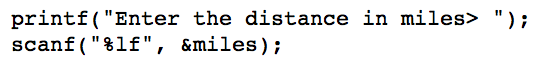 printf("Enter the distance in miles> ");
scanf("%lf", &miles);